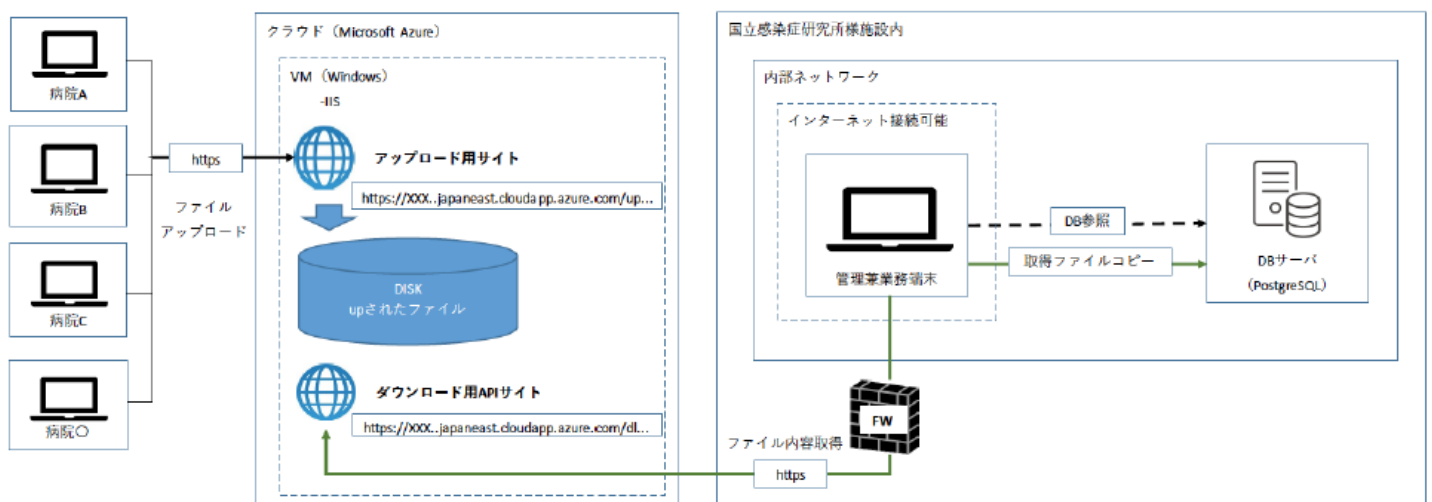 病院A
病院B
病院C
病院〇
https
ファイル
アップロード
クラウド（Microsoft Azure）
VM（Windows）
-IIS
アップロード用サイト
https://XXX..japaneast.cloudapp.azure.com/up...
DISK
upされたファイル
ダウンロード用APIサイト
https://XXX..japaneast.cloudapp.azure.com/dl...
国立感染症研究所様施設内
内部ネットワーク
インターネット接続可能
管理兼業務端末
DB参照
取得ファイルコピー
DBサーバ
（PostgreSQL）
FW
ファイル内容取得
https